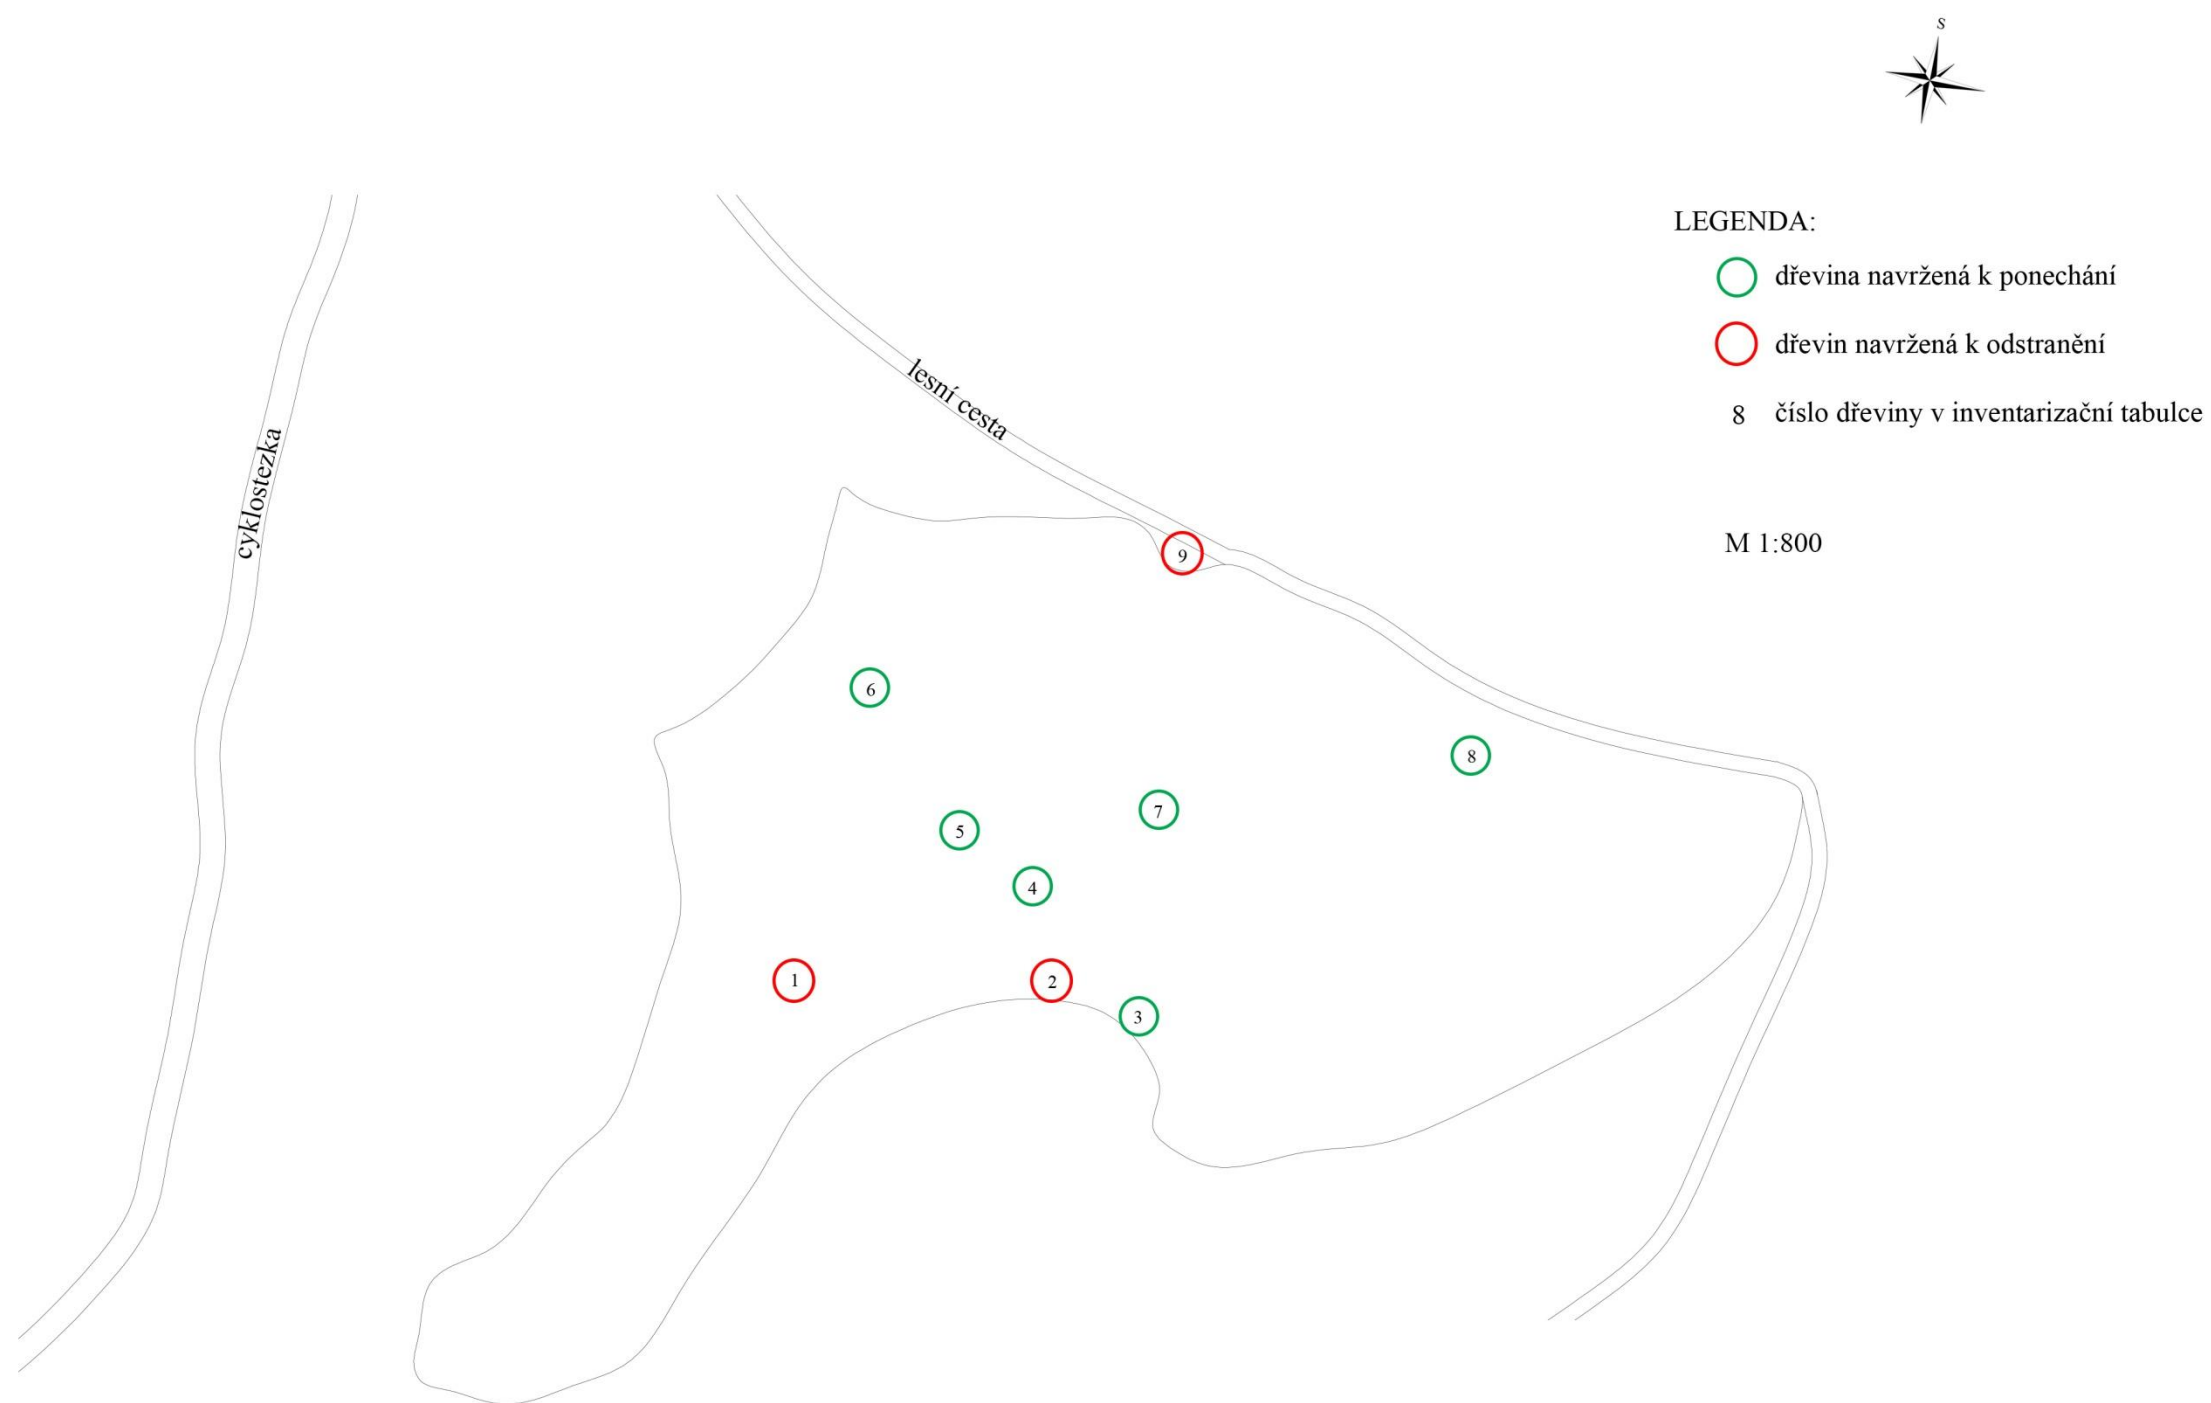 S
LEGENDA:
dřevina navržená k ponechání
dřevin navržená k odstranění
8 číslo dřeviny v inventarizační tabulce
M 1:800
cyklostezka
lesní cesta
9
6
8
7
5
4
1
2
3